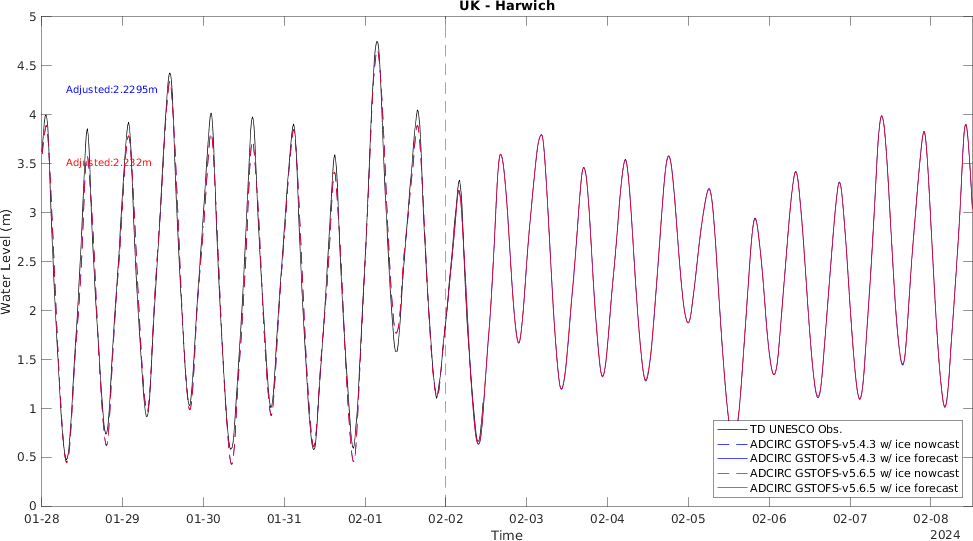 UK - Harwich
5
4.5
4
3.5
3
2.5
2
1.5
1
0.5
0
Water Level (m)
Adjusted:2.2295m
Adjusted:2.232m
TD UNESCO Obs.
ADCIRC GSTOFS-v5.4.3 w/ ice nowcast
ADCIRC GSTOFS-v5.4.3 w/ ice forecast
ADCIRC GSTOFS-v5.6.5 w/ ice nowcast
ADCIRC GSTOFS-v5.6.5 w/ ice forecast
01-28 01-29 01-30 01-31 02-01 02-02 02-03 02-04 02-05 02-06 02-07 02-08
Time
2024